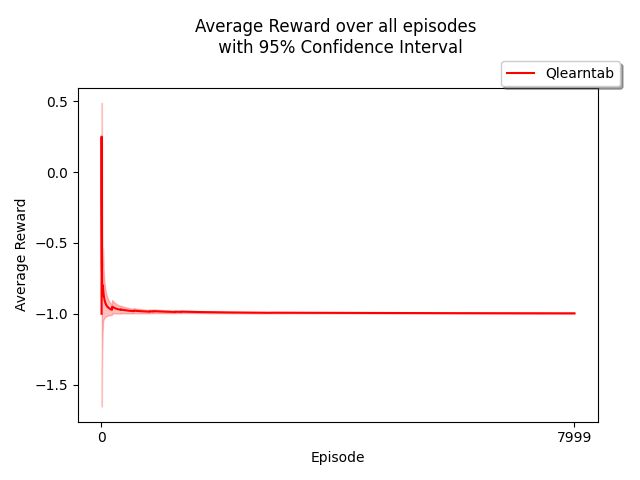 Average Reward over all episodes
with 95% Confidence Interval
Qlearntab
0.5
0.0
−0.5
−1.0
−1.5
Average Reward
0
7999
Episode